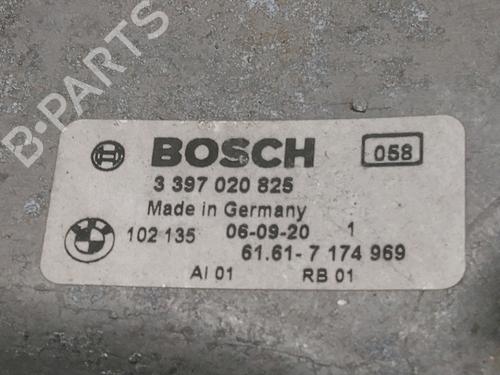 B-PARTS
BOSCH 058
3 397 020 825
Made in Germany
102 135 06-09-20 1
61.61-7 174 969
AI 01 RB 01